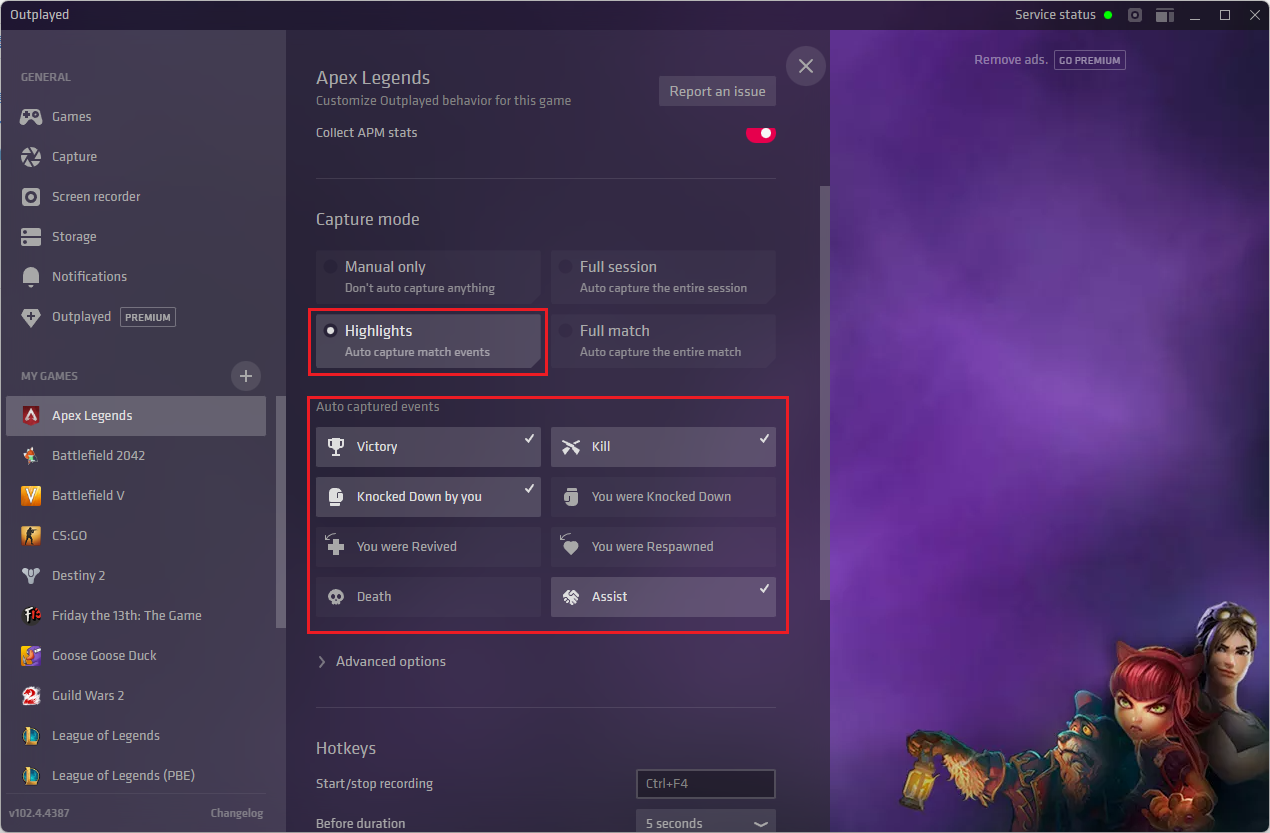 Outplayed
Service status
GENERAL
Games
Capture
Screen recorder
Storage
Notifications
Outplayed PREMIUM
MY GAMES
Apex Legends
Battlefield 2042
Battlefield V
CS:GO
Destiny 2
Friday the 13th: The Game
Goose Goose Duck
Guild Wars 2
League of Legends
League of Legends (PBE)
v102.4.4387
Changelog
Apex Legends
Customize Outplayed behavior for this game
Report an issue
Collect APM stats
Capture mode
Manual only
Don't auto capture anything
Full session
Auto capture the entire session
Highlights
Auto capture match events
Full match
Auto capture the entire match
Auto captured events
Victory
Kill
Knocked Down by you
You were Knocked Down
You were Revived
You were Respawned
Death
Assist
Advanced options
Hotkeys
Start/stop recording
Ctrl+F4
Before duration
5 seconds
Remove ads. GO PREMIUM